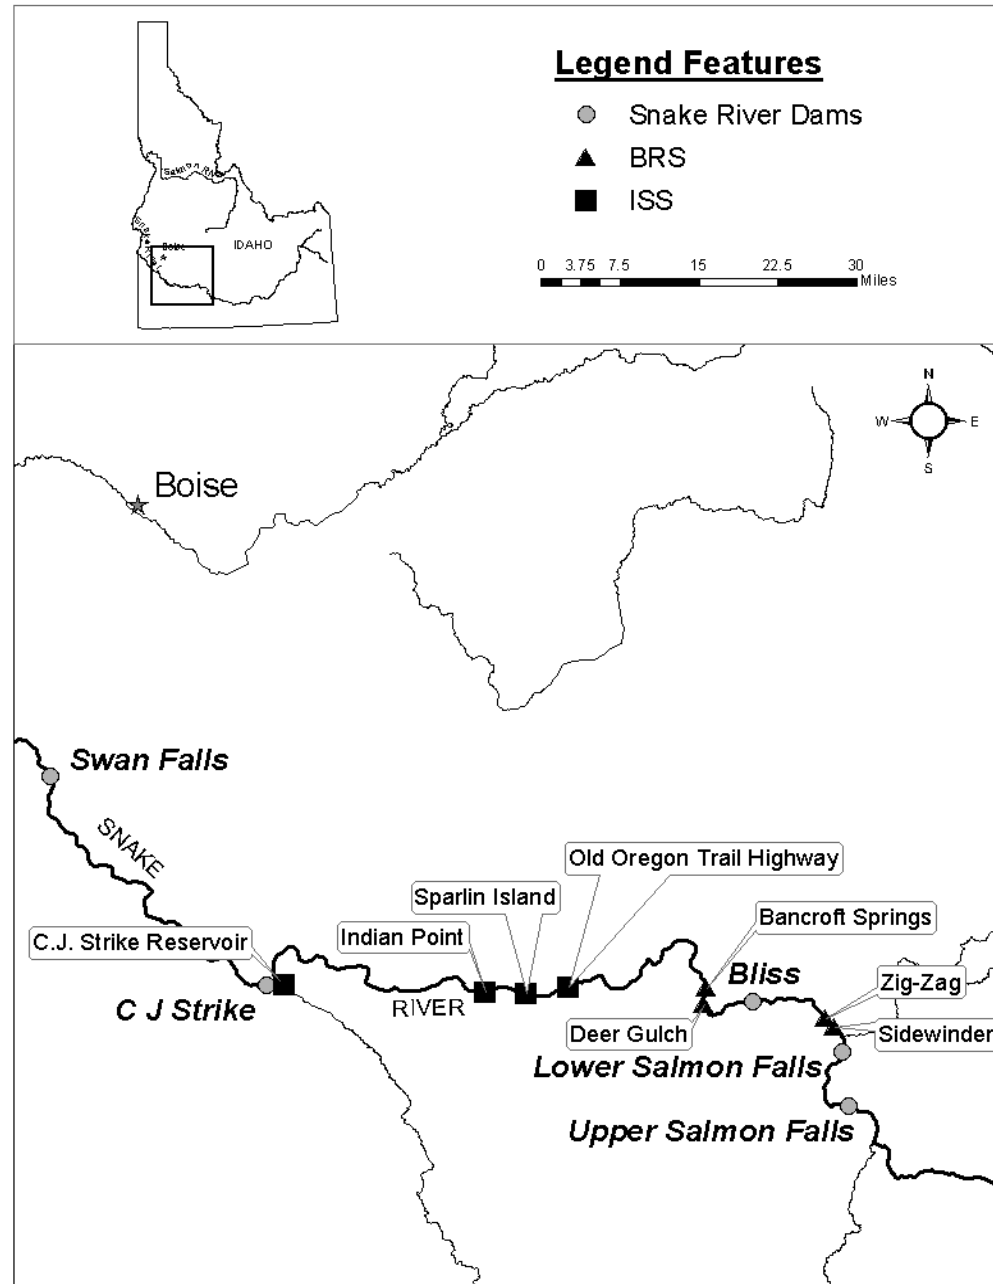 Legend Features
Snake River Dams
BRS
ISS
0 3.75 7.5 15 22.5 30
Miles
Boise
IDAHO
N
W E
S
Boise
Swan Falls
SNAKE
Old Oregon Trail Highway
Sparlin Island
Bancroft Springs
Indian Point
C.J. Strike Reservoir
Bliss
Zig-Zag
RIVER
C J Strike
Deer Gulch
Sidewinder
Lower Salmon Falls
Upper Salmon Falls